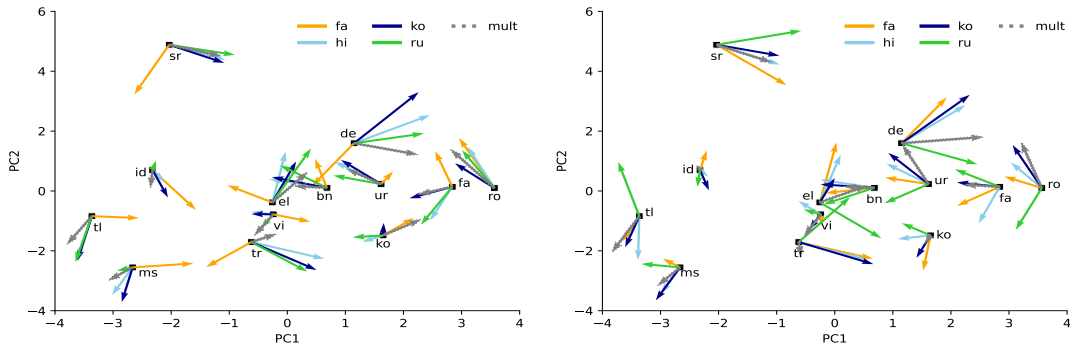 6
4
2
0
−2
−4
PC2
fa ko mult
hi ru
sr
de
id
bn
ur
fa
ro
el
tl
vi
ko
tr
ms
−4 −3 −2 −1 0 1 2 3 4
PC1
6
4
2
0
−2
−4
PC2
fa ko mult
hi ru
sr
de
id
ur
ro
el
bn
fa
tl
vi
ko
tr
ms
−4 −3 −2 −1 0 1 2 3 4
PC1